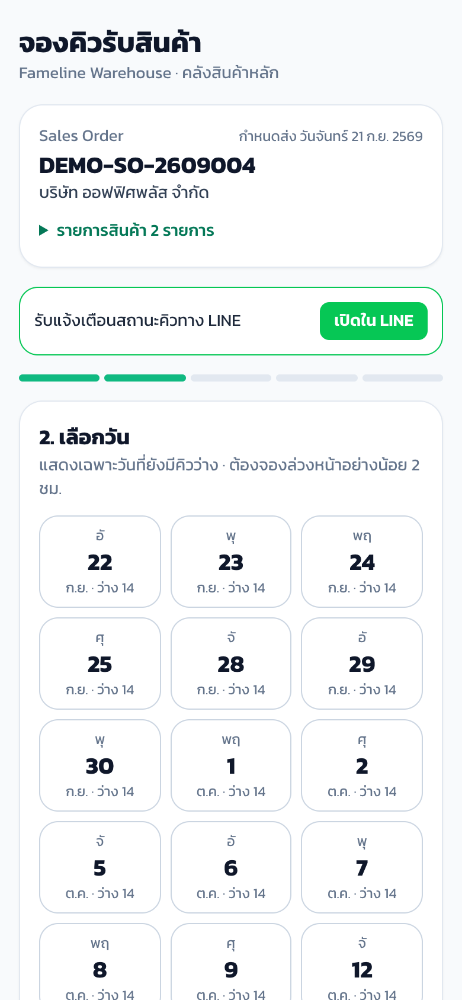 จองคิวรับสินค้า
Fameline Warehouse · คลังสินค้าหลัก
Sales Order
กำหนดส่ง วันจันทร์ 21 ก.ย. 2569
DEMO-SO-2609004
บริษัท ออฟฟิศพลัส จำกัด
▶ รายการสินค้า 2 รายการ
รับแจ้งเตือนสถานะคิวทาง LINE
เปิดใน LINE
2. เลือกวัน
แสดงเฉพาะวันที่ยังมีคิวว่าง · ต้องจองล่วงหน้าอย่างน้อย 2
ชม.
อั
22
ก.ย. · ว่าง 14
พุ
23
ก.ย. · ว่าง 14
พฤ
24
ก.ย. · ว่าง 14
ศุ
25
ก.ย. · ว่าง 14
จั
28
ก.ย. · ว่าง 14
อั
29
ก.ย. · ว่าง 14
พุ
30
ก.ย. · ว่าง 14
พฤ
1
ต.ค. · ว่าง 14
ศุ
2
ต.ค. · ว่าง 14
จั
5
ต.ค. · ว่าง 14
อั
6
ต.ค. · ว่าง 14
พุ
7
ต.ค. · ว่าง 14
พฤ
8
ต.ค. · ว่าง 14
ศุ
9
ต.ค. · ว่าง 14
จั
12
ต.ค. · ว่าง 14